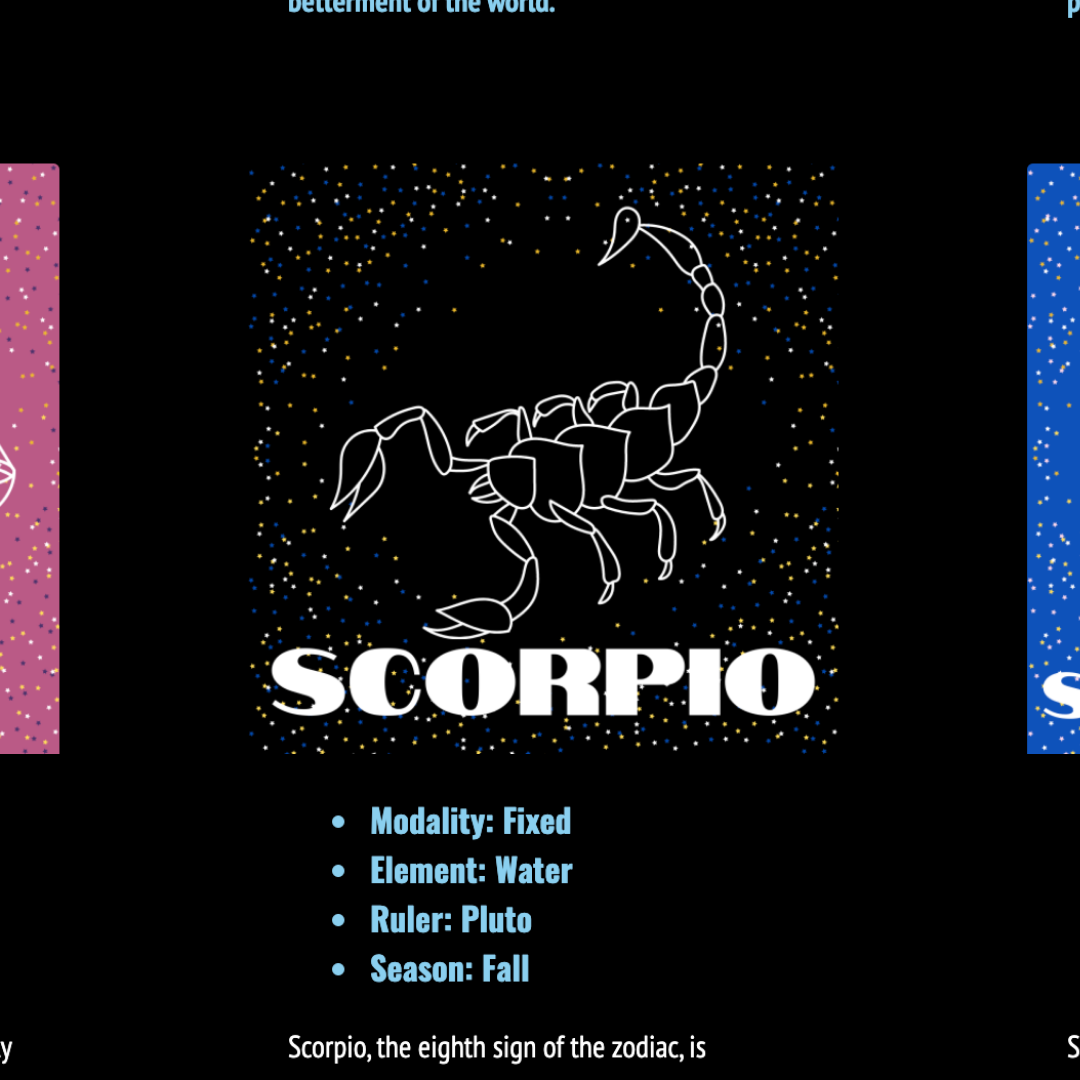 betterment of the world.
SCORPIO
Modality: Fixed
Element: Water
Ruler: Pluto
Season: Fall
Scorpio, the eighth sign of the zodiac, is